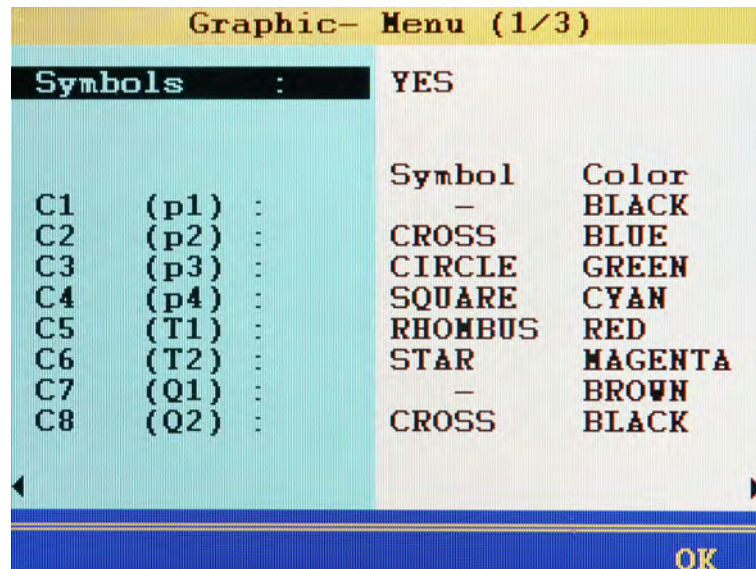 Graphic- Menu (1/3)
Symbols : YES
Symbol Color
C1 (p1) : - BLACK
C2 (p2) : CROSS BLUE
C3 (p3) : CIRCLE GREEN
C4 (p4) : SQUARE CYAN
C5 (T1) : RHOMBUS RED
C6 (T2) : STAR MAGENTA
C7 (Q1) : - BROWN
C8 (Q2) : CROSS BLACK
OK